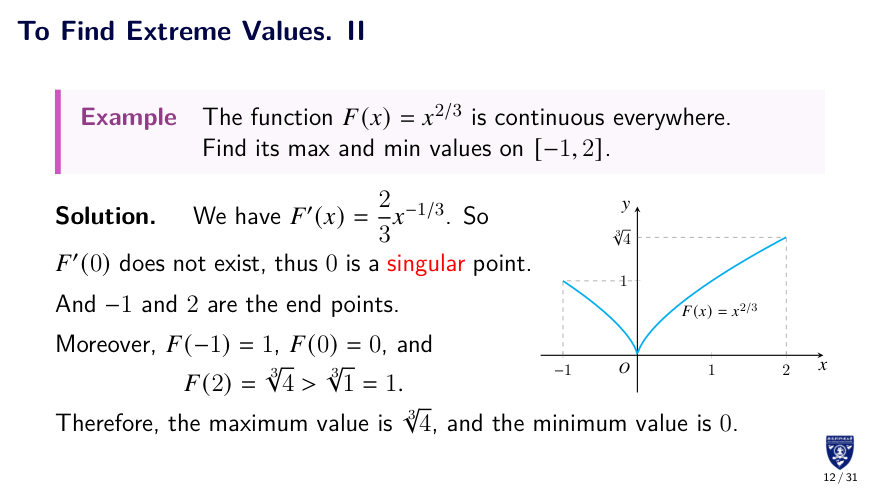 To Find Extreme Values. II
Example The function F(x) = x^{2/3} is continuous everywhere.
Find its max and min values on [−1, 2].
Solution. We have F′(x) = \frac{2}{3}x^{−1/3}. So
F′(0) does not exist, thus 0 is a singular point.
And −1 and 2 are the end points.
Moreover, F(−1) = 1, F(0) = 0, and
F(2) = ∛4 > ∛1 = 1.
Therefore, the maximum value is ∛4, and the minimum value is 0.
y
∛4
1
F(x) = x^{2/3}
−1 O 1 2 x
12 / 31